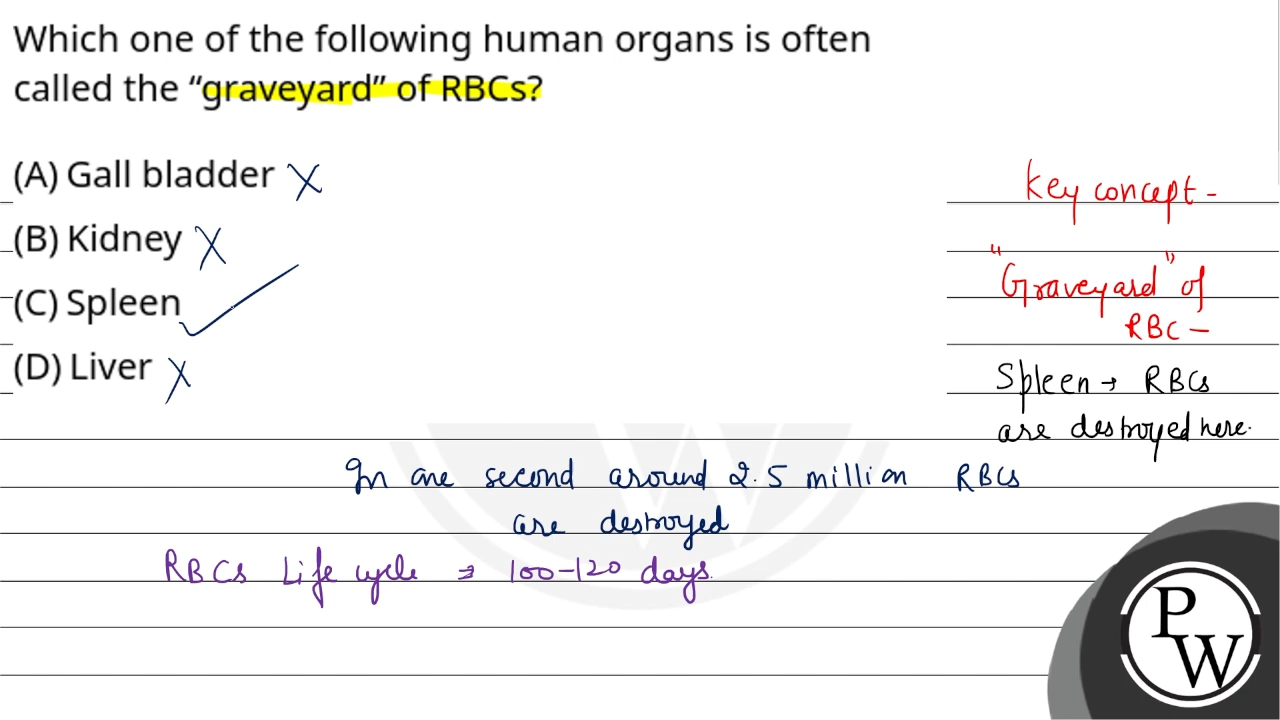 Which one of the following human organs is often
called the “graveyard” of RBCs?
(A) Gall bladder X
(B) Kidney X
(C) Spleen ✓
(D) Liver X
Key concept -
"Graveyard" of
RBC -
Spleen → RBCs
are destroyed here.
In one second around 2.5 million RBCs
are destroyed
RBCs Life cycle ⇒ 100-120 days.
P
W